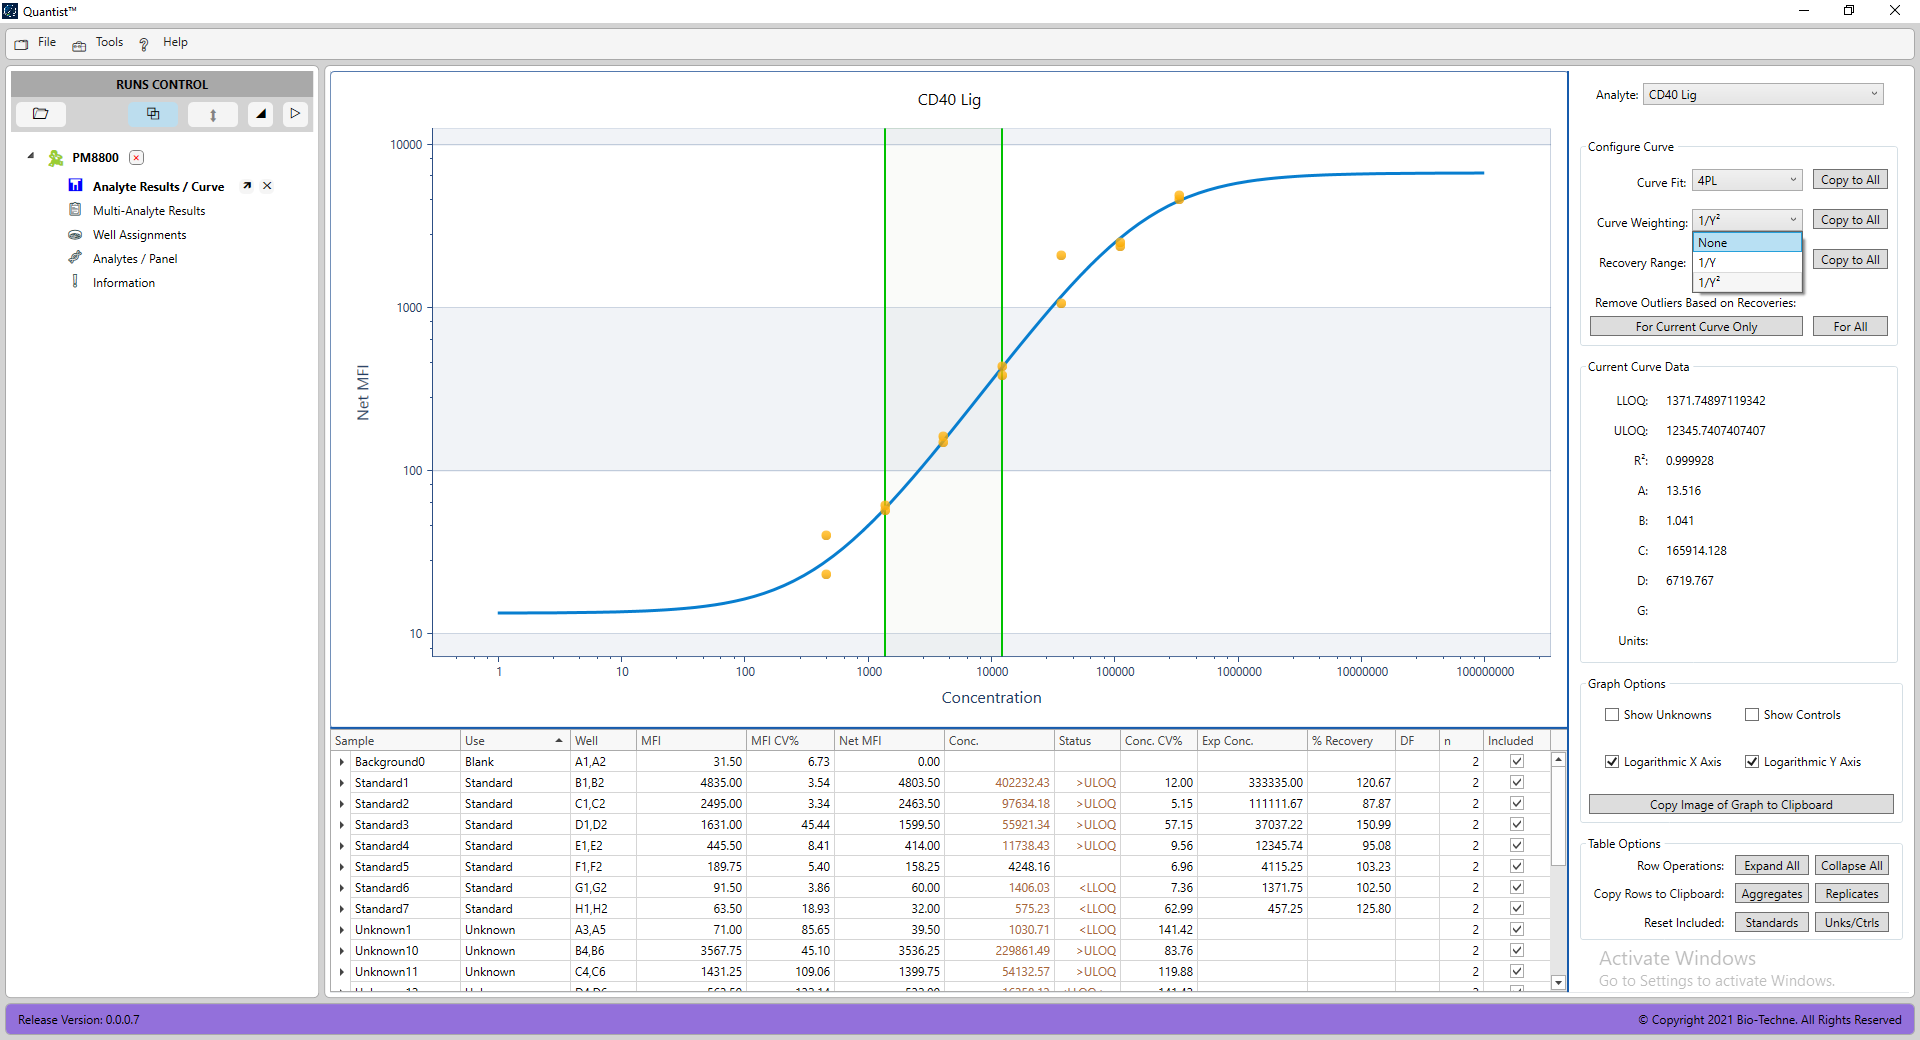 Quantist™
File Tools Help
RUNS CONTROL
PM8800
Analyte Results / Curve
Multi-Analyte Results
Well Assignments
Analytes / Panel
Information
CD40 Lig
10000
1000
100
10
Net MFI
1 10 100 1000 10000 100000 1000000 10000000 100000000
Concentration
Analyte: CD40 Lig
Configure Curve
Curve Fit: 4PL Copy to All
Curve Weighting: 1/Y² Copy to All
None
1/Y
1/Y²
Recovery Range: Copy to All
Remove Outliers Based on Recoveries:
For Current Curve Only For All
Current Curve Data
LLOQ: 1371.74897119342
ULOQ: 12345.7407407407
R²: 0.999928
A: 13.516
B: 1.041
C: 165914.128
D: 6719.767
G:
Units:
Graph Options
Show Unknowns Show Controls
Logarithmic X Axis Logarithmic Y Axis
Copy Image of Graph to Clipboard
Table Options
Row Operations: Expand All Collapse All
Copy Rows to Clipboard: Aggregates Replicates
Reset Included: Standards Unks/Ctrls
Sample Use Well MFI MFI CV% Net MFI Conc. Status Conc. CV% Exp Conc. % Recovery DF n Included
Background0 Blank A1,A2 31.50 6.73 0.00 2
Standard1 Standard B1,B2 4835.00 3.54 4803.50 402232.43 >ULOQ 12.00 333335.00 120.67 2
Standard2 Standard C1,C2 2495.00 3.34 2463.50 97634.18 >ULOQ 5.15 111111.67 87.87 2
Standard3 Standard D1,D2 1631.00 45.44 1599.50 55921.34 >ULOQ 57.15 37037.22 150.99 2
Standard4 Standard E1,E2 445.50 8.41 414.00 11738.43 >ULOQ 9.56 12345.74 95.08 2
Standard5 Standard F1,F2 189.75 5.40 158.25 4248.16 6.96 4115.25 103.23 2
Standard6 Standard G1,G2 91.50 3.86 60.00 1406.03 <LLOQ 7.36 1371.75 102.50 2
Standard7 Standard H1,H2 63.50 18.93 32.00 575.23 <LLOQ 62.99 457.25 125.80 2
Unknown1 Unknown A3,A5 71.00 85.65 39.50 1030.71 <LLOQ 141.42 2
Unknown10 Unknown B4,B6 3567.75 45.10 3536.25 229861.49 >ULOQ 83.76 2
Unknown11 Unknown C4,C6 1431.25 109.06 1399.75 54132.57 >ULOQ 119.88 2
Activate Windows
Go to Settings to activate Windows.
Release Version: 0.0.0.7
© Copyright 2021 Bio-Techne. All Rights Reserved